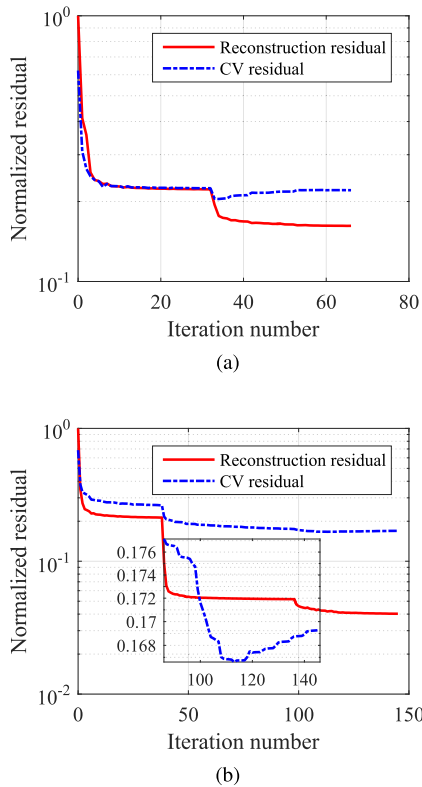 10^0
Reconstruction residual
CV residual
Normalized residual
10^-1
0 20 40 60 80
Iteration number
(a)
10^0
Reconstruction residual
CV residual
Normalized residual
10^-1
0.176
0.174
0.172
0.17
0.168
100 120 140
10^-2
0 50 100 150
Iteration number
(b)